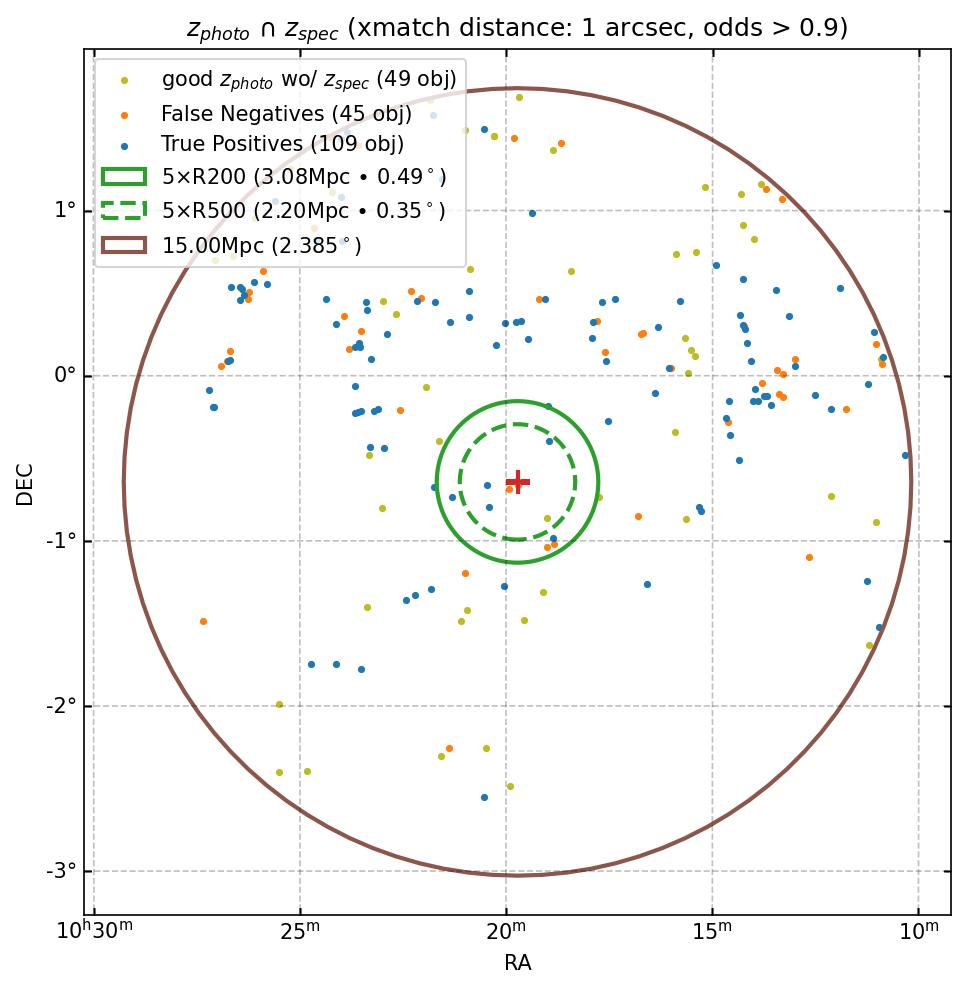 z_photo ∩ z_spec (xmatch distance: 1 arcsec, odds > 0.9)
good z_photo wo/ z_spec (49 obj)
False Negatives (45 obj)
True Positives (109 obj)
5×R200 (3.08Mpc • 0.49°)
5×R500 (2.20Mpc • 0.35°)
15.00Mpc (2.385°)
1°
0°
-1°
-2°
-3°
DEC
10ʰ30ᵐ 25ᵐ 20ᵐ 15ᵐ 10ᵐ
RA